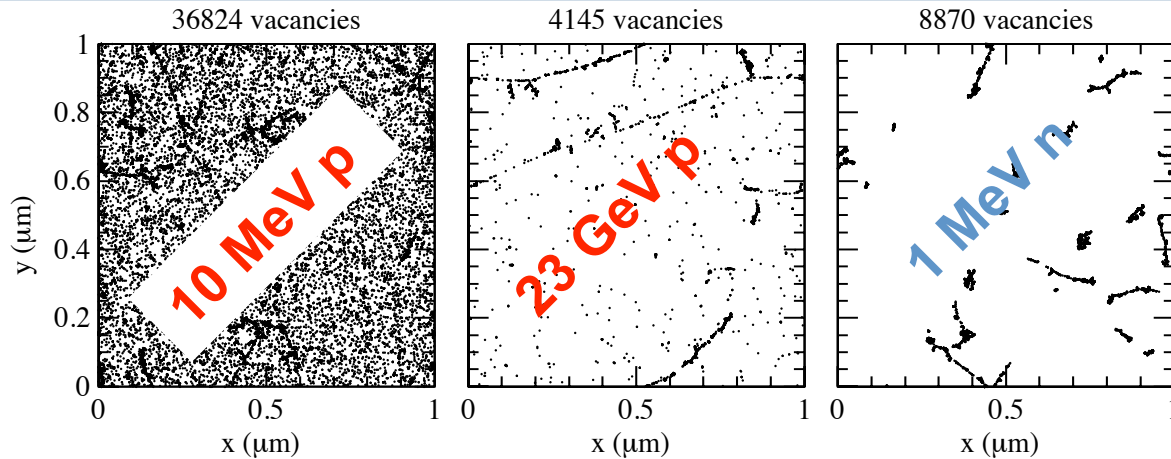 36824 vacancies
4145 vacancies
8870 vacancies
1
0.8
0.6
0.4
0.2
0
y (μm)
10 MeV p
23 GeV p
1 MeV n
0
0.5
1
0
0.5
1
0
0.5
1
x (μm)
x (μm)
x (μm)